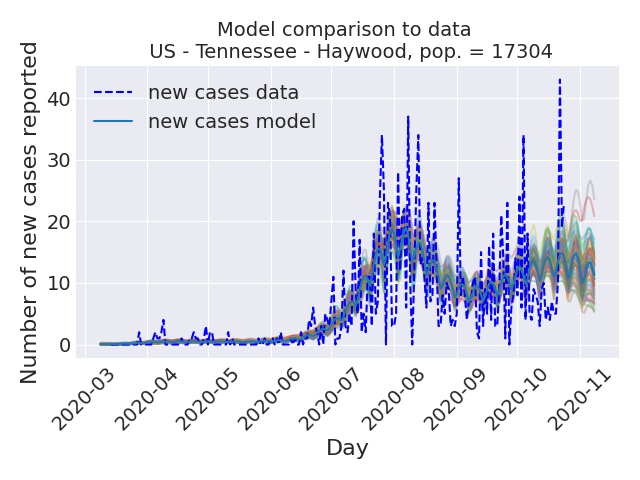 Model comparison to data
US - Tennessee - Haywood, pop. = 17304
Number of new cases reported
40
30
20
10
0
new cases data
new cases model
2020-03
2020-04
2020-05
2020-06
2020-07
2020-08
2020-09
2020-10
2020-11
Day